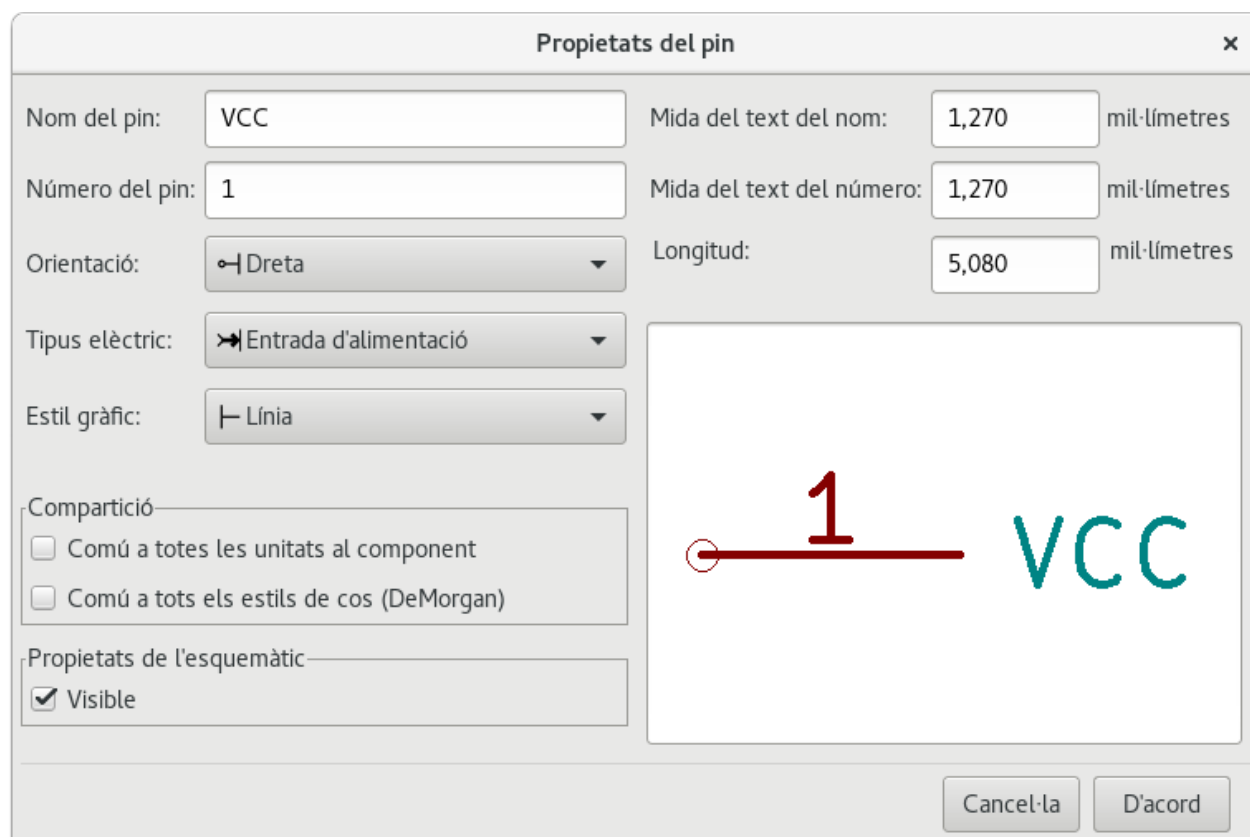 Propietats del pin
Nom del pin: VCC
Mida del text del nom: 1,270 mil·límetres
Número del pin: 1
Mida del text del número: 1,270 mil·límetres
Orientació: Dreta
Longitud: 5,080 mil·límetres
Tipus elèctric: Entrada d'alimentació
Estil gràfic: Línia
Compartició
Comú a totes les unitats al component
Comú a tots els estils de cos (DeMorgan)
Propietats de l'esquemàtic
Visible
1
VCC
Cancel·la
D'acord